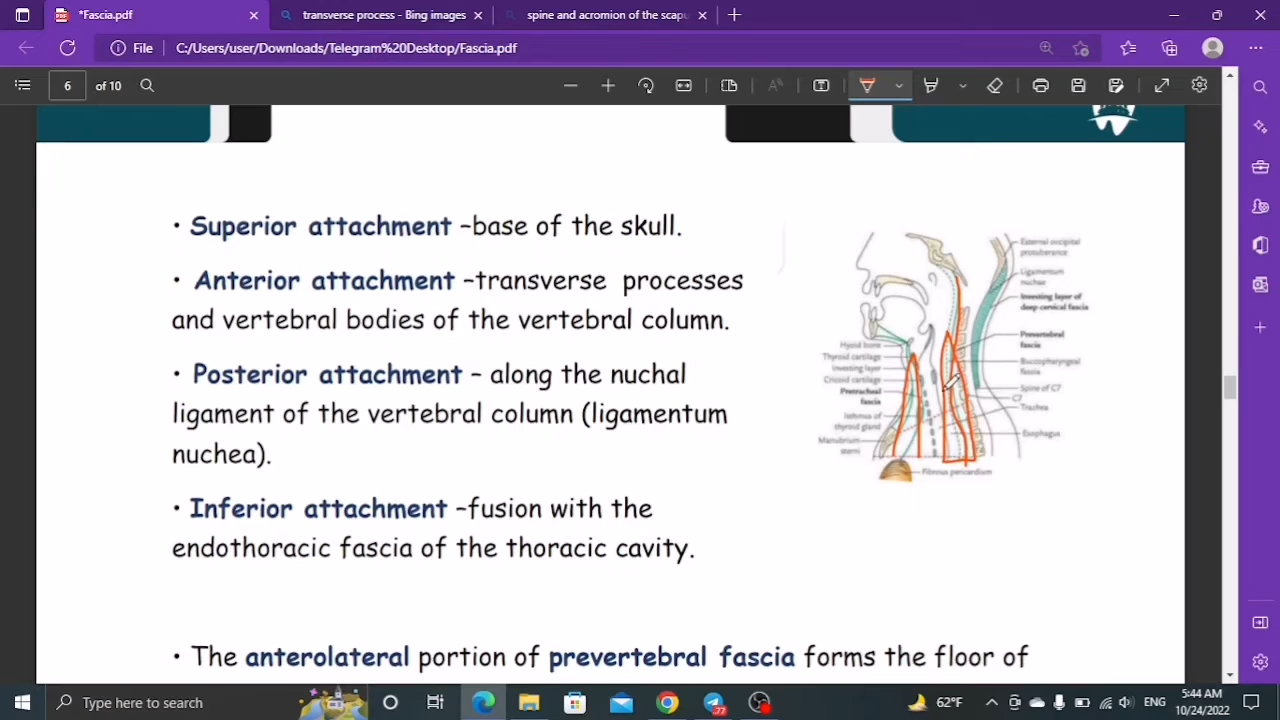 *Fascia.pdf
transverse process - Bing images
spine and acromion of the scapu
File
C:/Users/user/Downloads/Telegram%20Desktop/Fascia.pdf
6 of 10
• Superior attachment –base of the skull.
• Anterior attachment –transverse processes
and vertebral bodies of the vertebral column.
• Posterior attachment – along the nuchal
ligament of the vertebral column (ligamentum
nuchea).
• Inferior attachment –fusion with the
endothoracic fascia of the thoracic cavity.
• The anterolateral portion of prevertebral fascia forms the floor of
External occipital
protuberance
Ligamentum
nuchae
Investing layer of
deep cervical fascia
Prevertebral
fascia
Buccopharyngeal
fascia
Spine of C7
C7
Trachea
Esophagus
Fibrous pericardium
Hyoid bone
Thyroid cartilage
Investing layer
Cricoid cartilage
Pretracheal
fascia
Isthmus of
thyroid gland
Manubrium
sterni
Type here to search
77
62°F
ENG
5:44 AM
10/24/2022